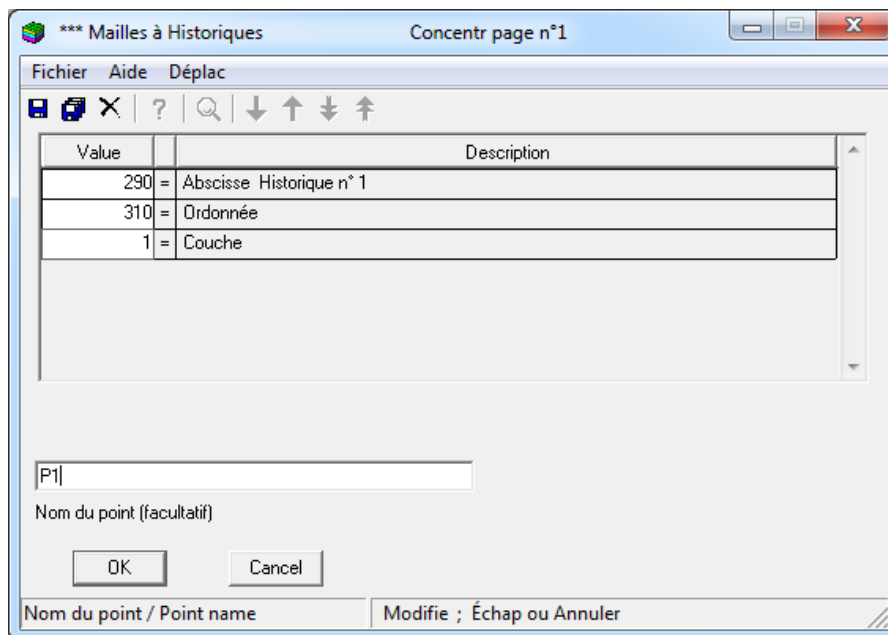 *** Mailles à Historiques Concentr page n°1
Fichier Aide Déplac
Value Description
290 = Abscisse Historique n° 1
310 = Ordonnée
1 = Couche
P1
Nom du point (facultatif)
OK Cancel
Nom du point / Point name Modifie ; Échap ou Annuler